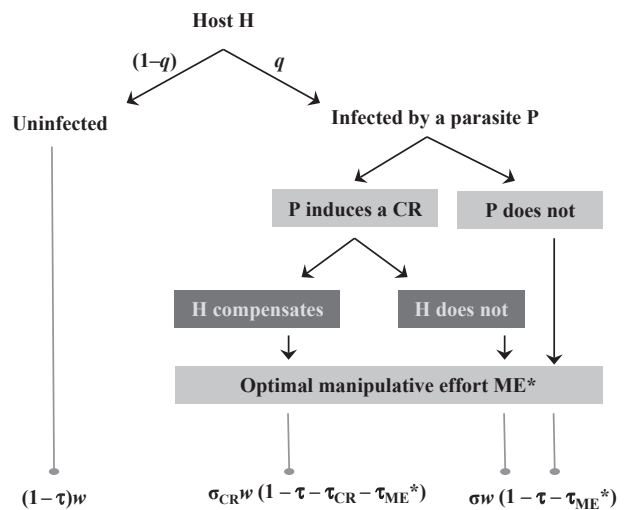 Host H
(1–q) q
Uninfected
Infected by a parasite P
P induces a CR P does not
H compensates H does not
Optimal manipulative effort ME*
(1 – τ)w σCRw (1 – τ – τCR – τME*) σw (1 – τ – τME*)